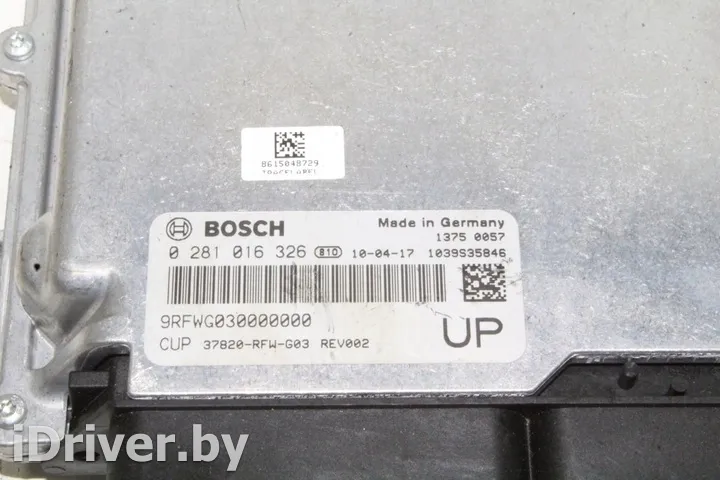 8615048729
BOSCH
Made in Germany
1375 0057
0 281 016 326 810 10-04-17 1039S35846
9RFWG030000000
UP
CUP 37820-RFW-G03 REV002
iDriver.by